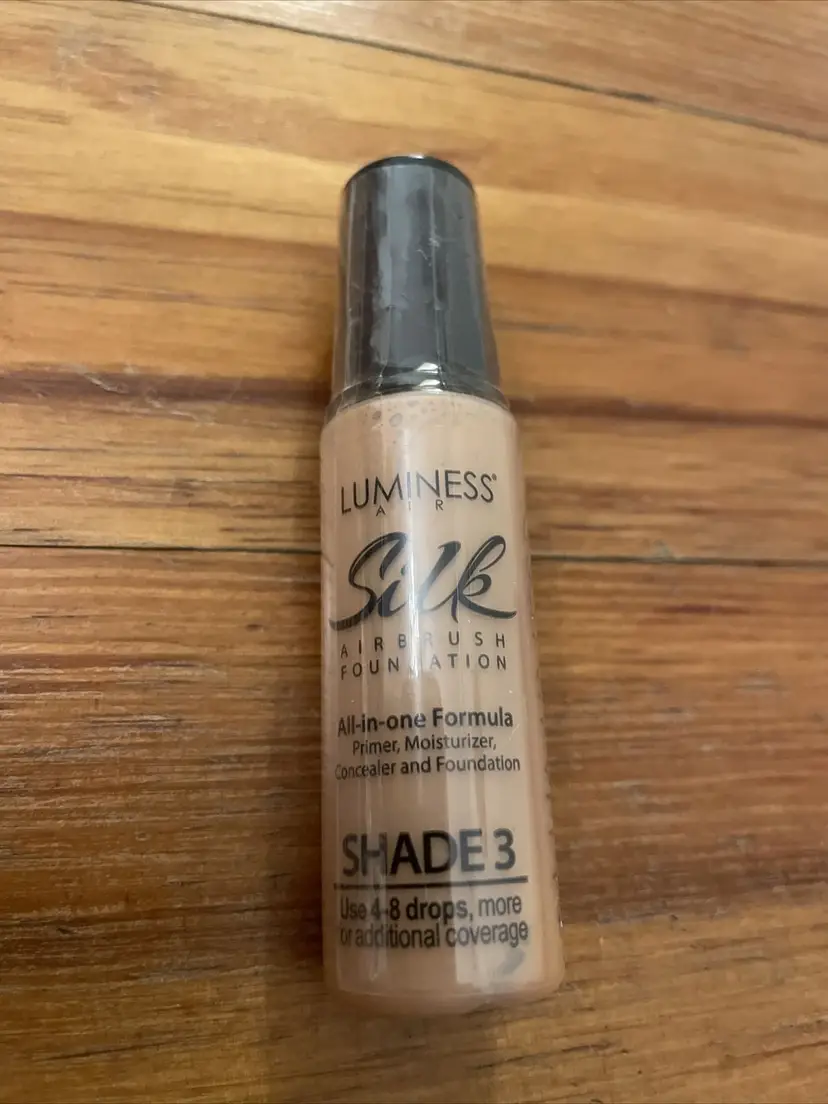 LUMINESS®
AIR
Silk
AIRBRUSH
FOUNDATION
All-in-one Formula
Primer, Moisturizer,
Concealer and Foundation
SHADE 3
Use 4-8 drops, more
or additional coverage